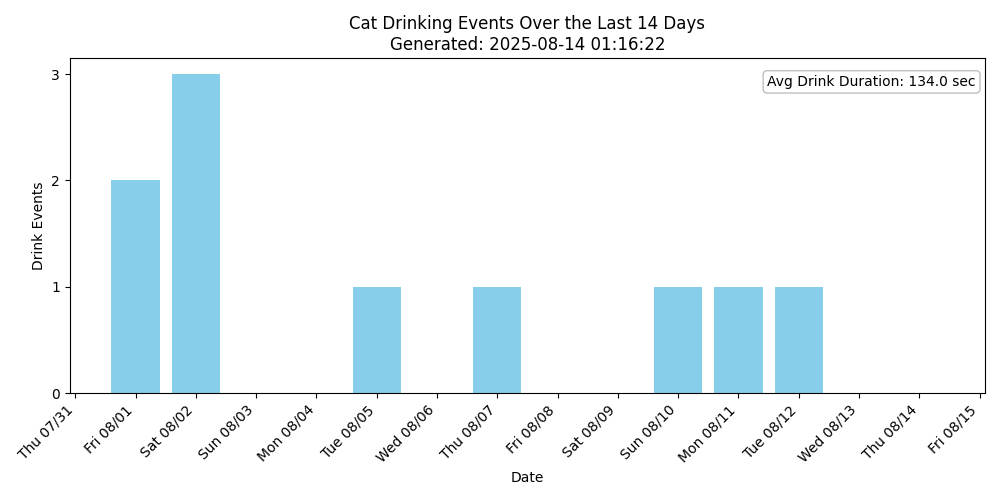 Cat Drinking Events Over the Last 14 Days
Generated: 2025-08-14 01:16:22
Avg Drink Duration: 134.0 sec
Drink Events
3
2
1
0
Thu 07/31
Fri 08/01
Sat 08/02
Sun 08/03
Mon 08/04
Tue 08/05
Wed 08/06
Thu 08/07
Fri 08/08
Sat 08/09
Sun 08/10
Mon 08/11
Tue 08/12
Wed 08/13
Thu 08/14
Fri 08/15
Date